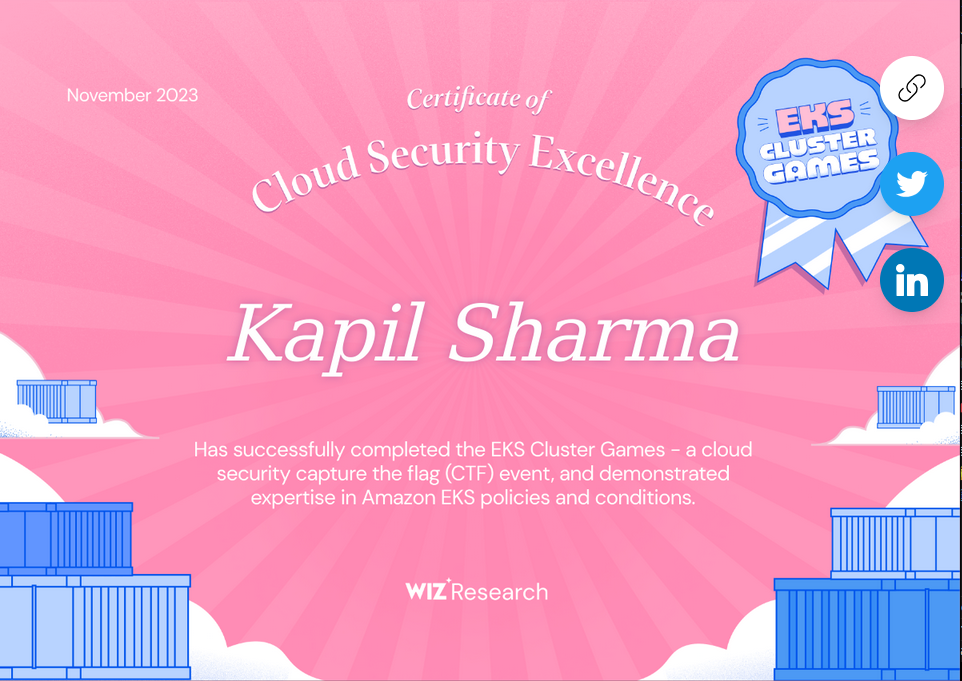 November 2023
Certificate of
Cloud Security Excellence
EKS
CLUSTER
GAMES
in
Kapil Sharma
Has successfully completed the EKS Cluster Games – a cloud
security capture the flag (CTF) event, and demonstrated
expertise in Amazon EKS policies and conditions.
WIZ Research